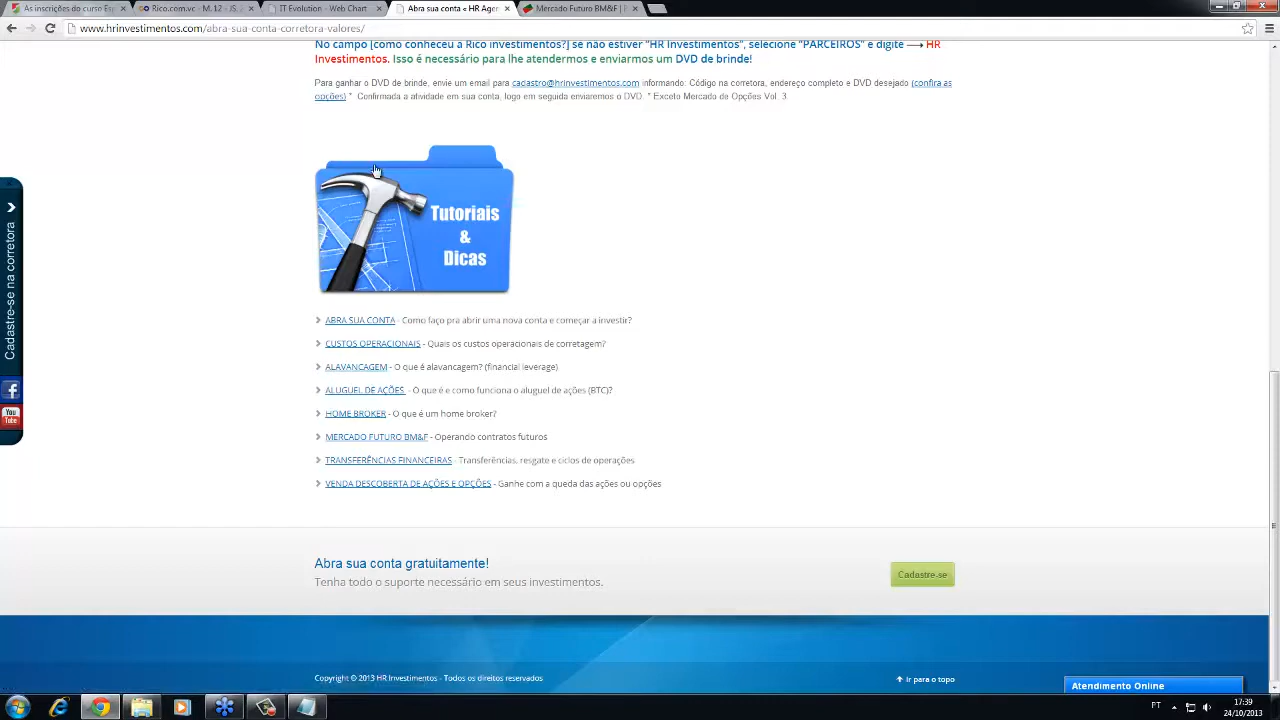 As inscrições do curso Esp
Rico.com.vc - M. 12 - JS.
IT Evolution - Web Chart
Abra sua conta « HR Agen
Mercado Futuro BM&F |
www.hrinvestimentos.com/abra-sua-conta-corretora-valores/
No campo [como conheceu a Rico investimentos?] se não estiver "HR Investimentos", selecione "PARCEIROS" e digite ⟶ HR
Investimentos. Isso é necessário para lhe atendermos e enviarmos um DVD de brinde!
Para ganhar o DVD de brinde, envie um email para cadastro@hrinvestimentos.com informando: Código na corretora, endereço completo e DVD desejado (confira as
opções) * Confirmada a atividade em sua conta, logo em seguida enviaremos o DVD. * Exceto Mercado de Opções Vol. 3
Tutoriais
&
Dicas
Cadastre-se na corretora
You
Tube
ABRA SUA CONTA - Como faço pra abrir uma nova conta e começar a investir?
CUSTOS OPERACIONAIS - Quais os custos operacionais de corretagem?
ALAVANCAGEM - O que é alavancagem? (financial leverage)
ALUGUEL DE AÇÕES - O que é e como funciona o aluguel de ações (BTC)?
HOME BROKER - O que é um home broker?
MERCADO FUTURO BM&F - Operando contratos futuros
TRANSFERÊNCIAS FINANCEIRAS - Transferências, resgate e ciclos de operações
VENDA DESCOBERTA DE AÇÕES E OPÇÕES - Ganhe com a queda das ações ou opções
Abra sua conta gratuitamente!
Tenha todo o suporte necessário em seus investimentos.
Cadastre-se
Copyright © 2013 HR Investimentos - Todos os direitos reservados
Ir para o topo
Atendimento Online
PT
17:39
24/10/2013